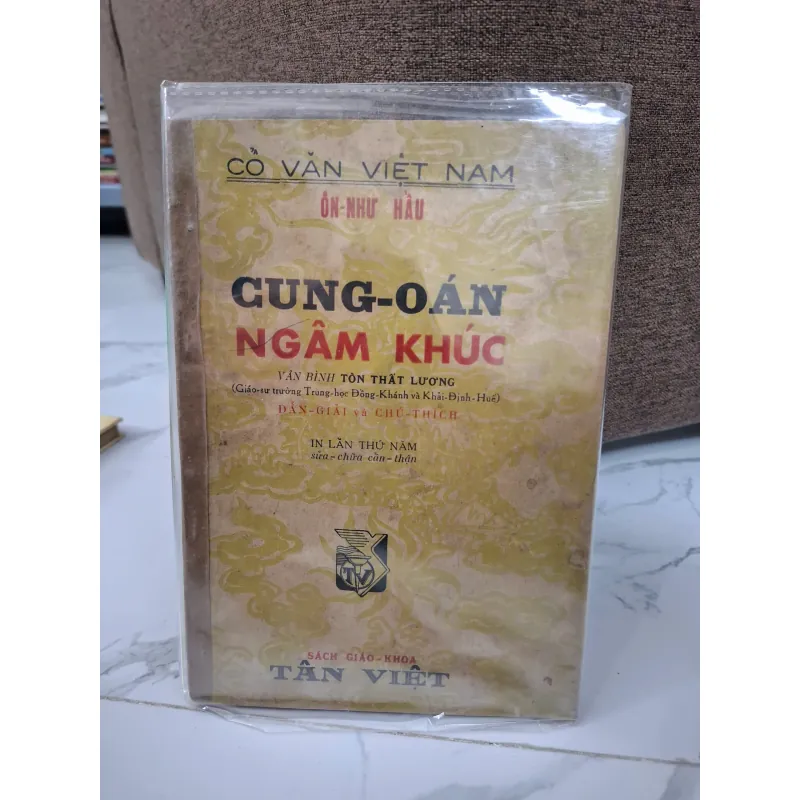 CỔ VĂN VIỆT NAM
ÔN-NHƯ HẦU
CUNG-OÁN
NGÂM KHÚC
VÂN BÌNH TÔN THẤT LƯƠNG
(Giáo-sư trường Trung-học Đồng-Khánh và Khải-Định-Huế)
DẪN-GIẢI và CHÚ-THÍCH
IN LẦN THỨ NĂM
sửa-chữa cẩn-thận
TV
SÁCH GIÁO-KHOA
TÂN VIỆT